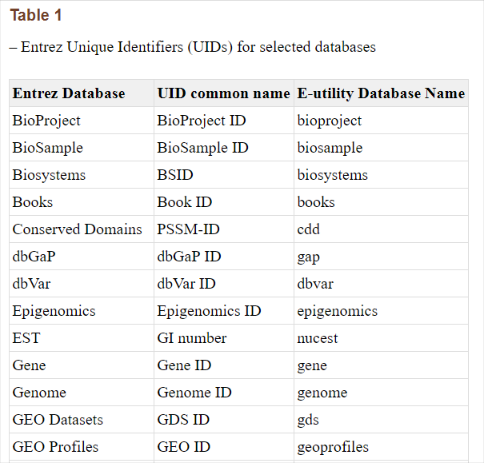 Table 1
– Entrez Unique Identifiers (UIDs) for selected databases
Entrez Database UID common name E-utility Database Name
BioProject BioProject ID bioproject
BioSample BioSample ID biosample
Biosystems BSID biosystems
Books Book ID books
Conserved Domains PSSM-ID cdd
dbGaP dbGaP ID gap
dbVar dbVar ID dbvar
Epigenomics Epigenomics ID epigenomics
EST GI number nucest
Gene Gene ID gene
Genome Genome ID genome
GEO Datasets GDS ID gds
GEO Profiles GEO ID geoprofiles